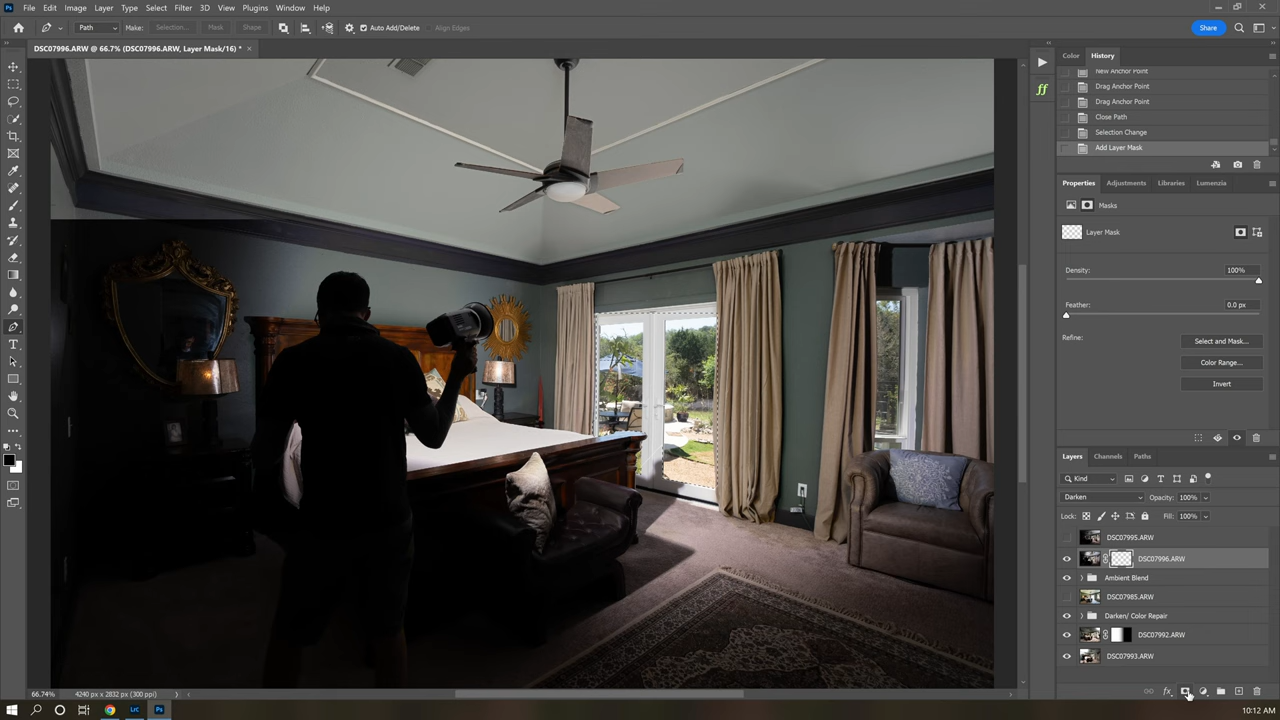 File Edit Image Layer Type Select Filter 3D View Plugins Window Help
Path Make: Selection... Mask Shape Auto Add/Delete Align Edges Share
DSC07996.ARW @ 66.7% (DSC07996.ARW, Layer Mask/16) *
Color History
New Anchor Point
Drag Anchor Point
Drag Anchor Point
Close Path
Selection Change
Add Layer Mask
Properties Adjustments Libraries Lumenzia
Masks
Layer Mask
Density: 100%
Feather: 0.0 px
Refine: Select and Mask...
Color Range...
Invert
Layers Channels Paths
Kind
Darken Opacity: 100%
Lock: Fill: 100%
DSC07995.ARW
DSC07996.ARW
Ambient Blend
DSC07985.ARW
Darken/ Color Repair
DSC07992.ARW
DSC07993.ARW
fx
66.74% 4240 px x 2832 px (300 ppi)
Lrc Ps 10:12 AM